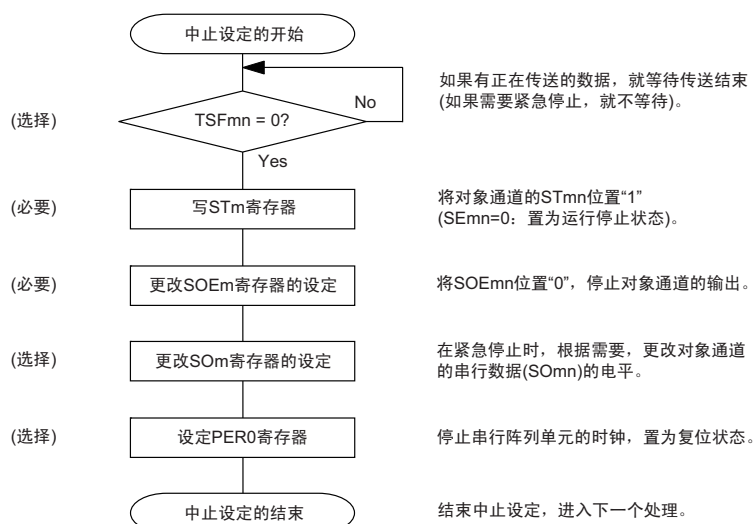 中止设定的开始
如果有正在传送的数据，就等待传送结束
(如果需要紧急停止，就不等待)。
No
(选择)
TSFmn = 0?
Yes
(必要)
写STm寄存器
将对象通道的STmn位置“1”
(SEmn=0：置为运行停止状态)。
(必要)
更改SOEm寄存器的设定
将SOEmn位置“0”，停止对象通道的输出。
(选择)
更改SOm寄存器的设定
在紧急停止时，根据需要，更改对象通道
的串行数据(SOmn)的电平。
(选择)
设定PER0寄存器
停止串行阵列单元的时钟，置为复位状态。
中止设定的结束
结束中止设定，进入下一个处理。